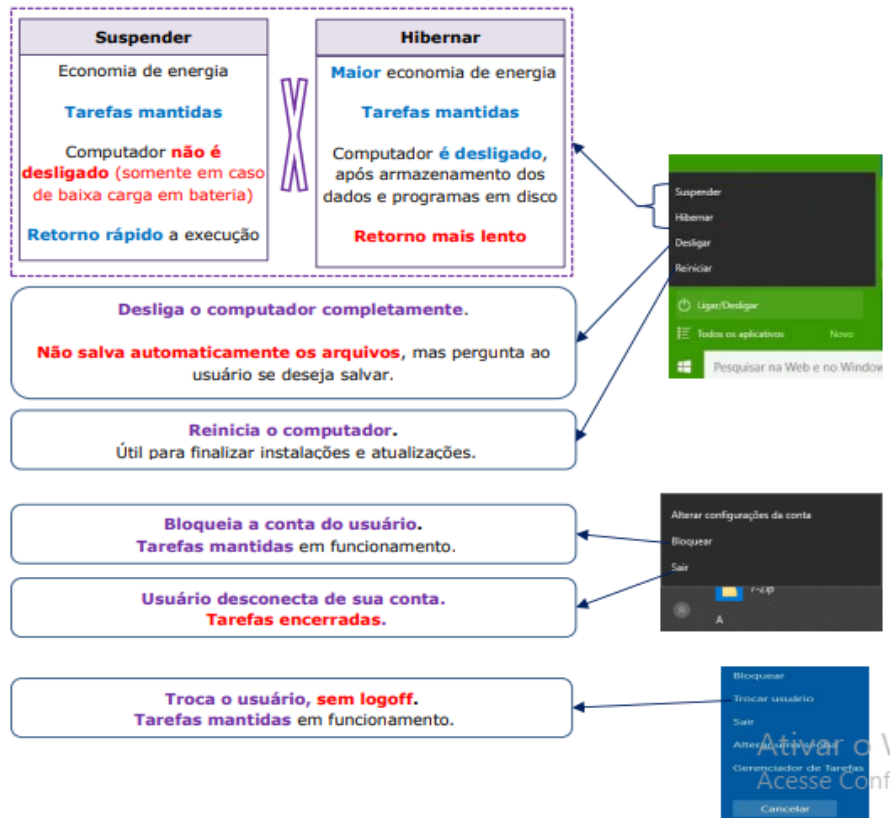 Suspender
Economia de energia
Tarefas mantidas
Computador não é
desligado (somente em caso
de baixa carga em bateria)
Retorno rápido a execução
Hibernar
Maior economia de energia
Tarefas mantidas
Computador é desligado,
após armazenamento dos
dados e programas em disco
Retorno mais lento
Suspender
Hibernar
Desligar
Reiniciar
Ligar/Desligar
Todos os aplicativos Novo
Pesquisar na Web e no Window
Desliga o computador completamente.
Não salva automaticamente os arquivos, mas pergunta ao
usuário se deseja salvar.
Reinicia o computador.
Útil para finalizar instalações e atualizações.
Alterar configurações da conta
Bloquear
Sair
7-Zip
A
Bloqueia a conta do usuário.
Tarefas mantidas em funcionamento.
Usuário desconecta de sua conta.
Tarefas encerradas.
Troca o usuário, sem logoff.
Tarefas mantidas em funcionamento.
Bloquear
Trocar usuário
Sair
Alterar uma senha
Gerenciador de Tarefas
Cancelar
Ativar o
Acesse Conf